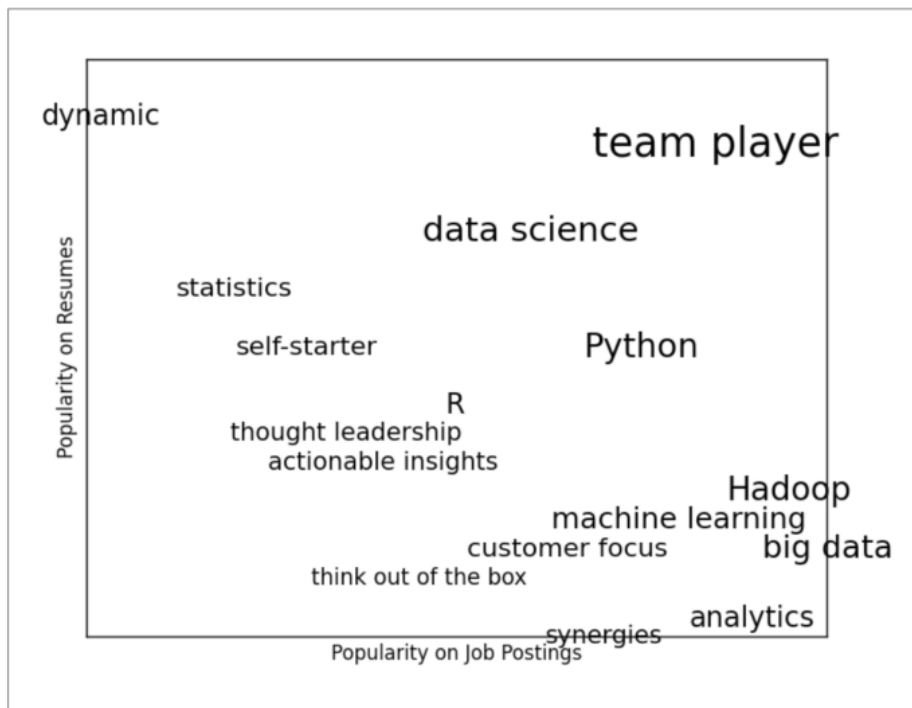 dynamic
team player
data science
statistics
self-starter
Python
R
thought leadership
actionable insights
Hadoop
machine learning
customer focus
big data
think out of the box
analytics
synergies
Popularity on Job Postings
Popularity on Resumes